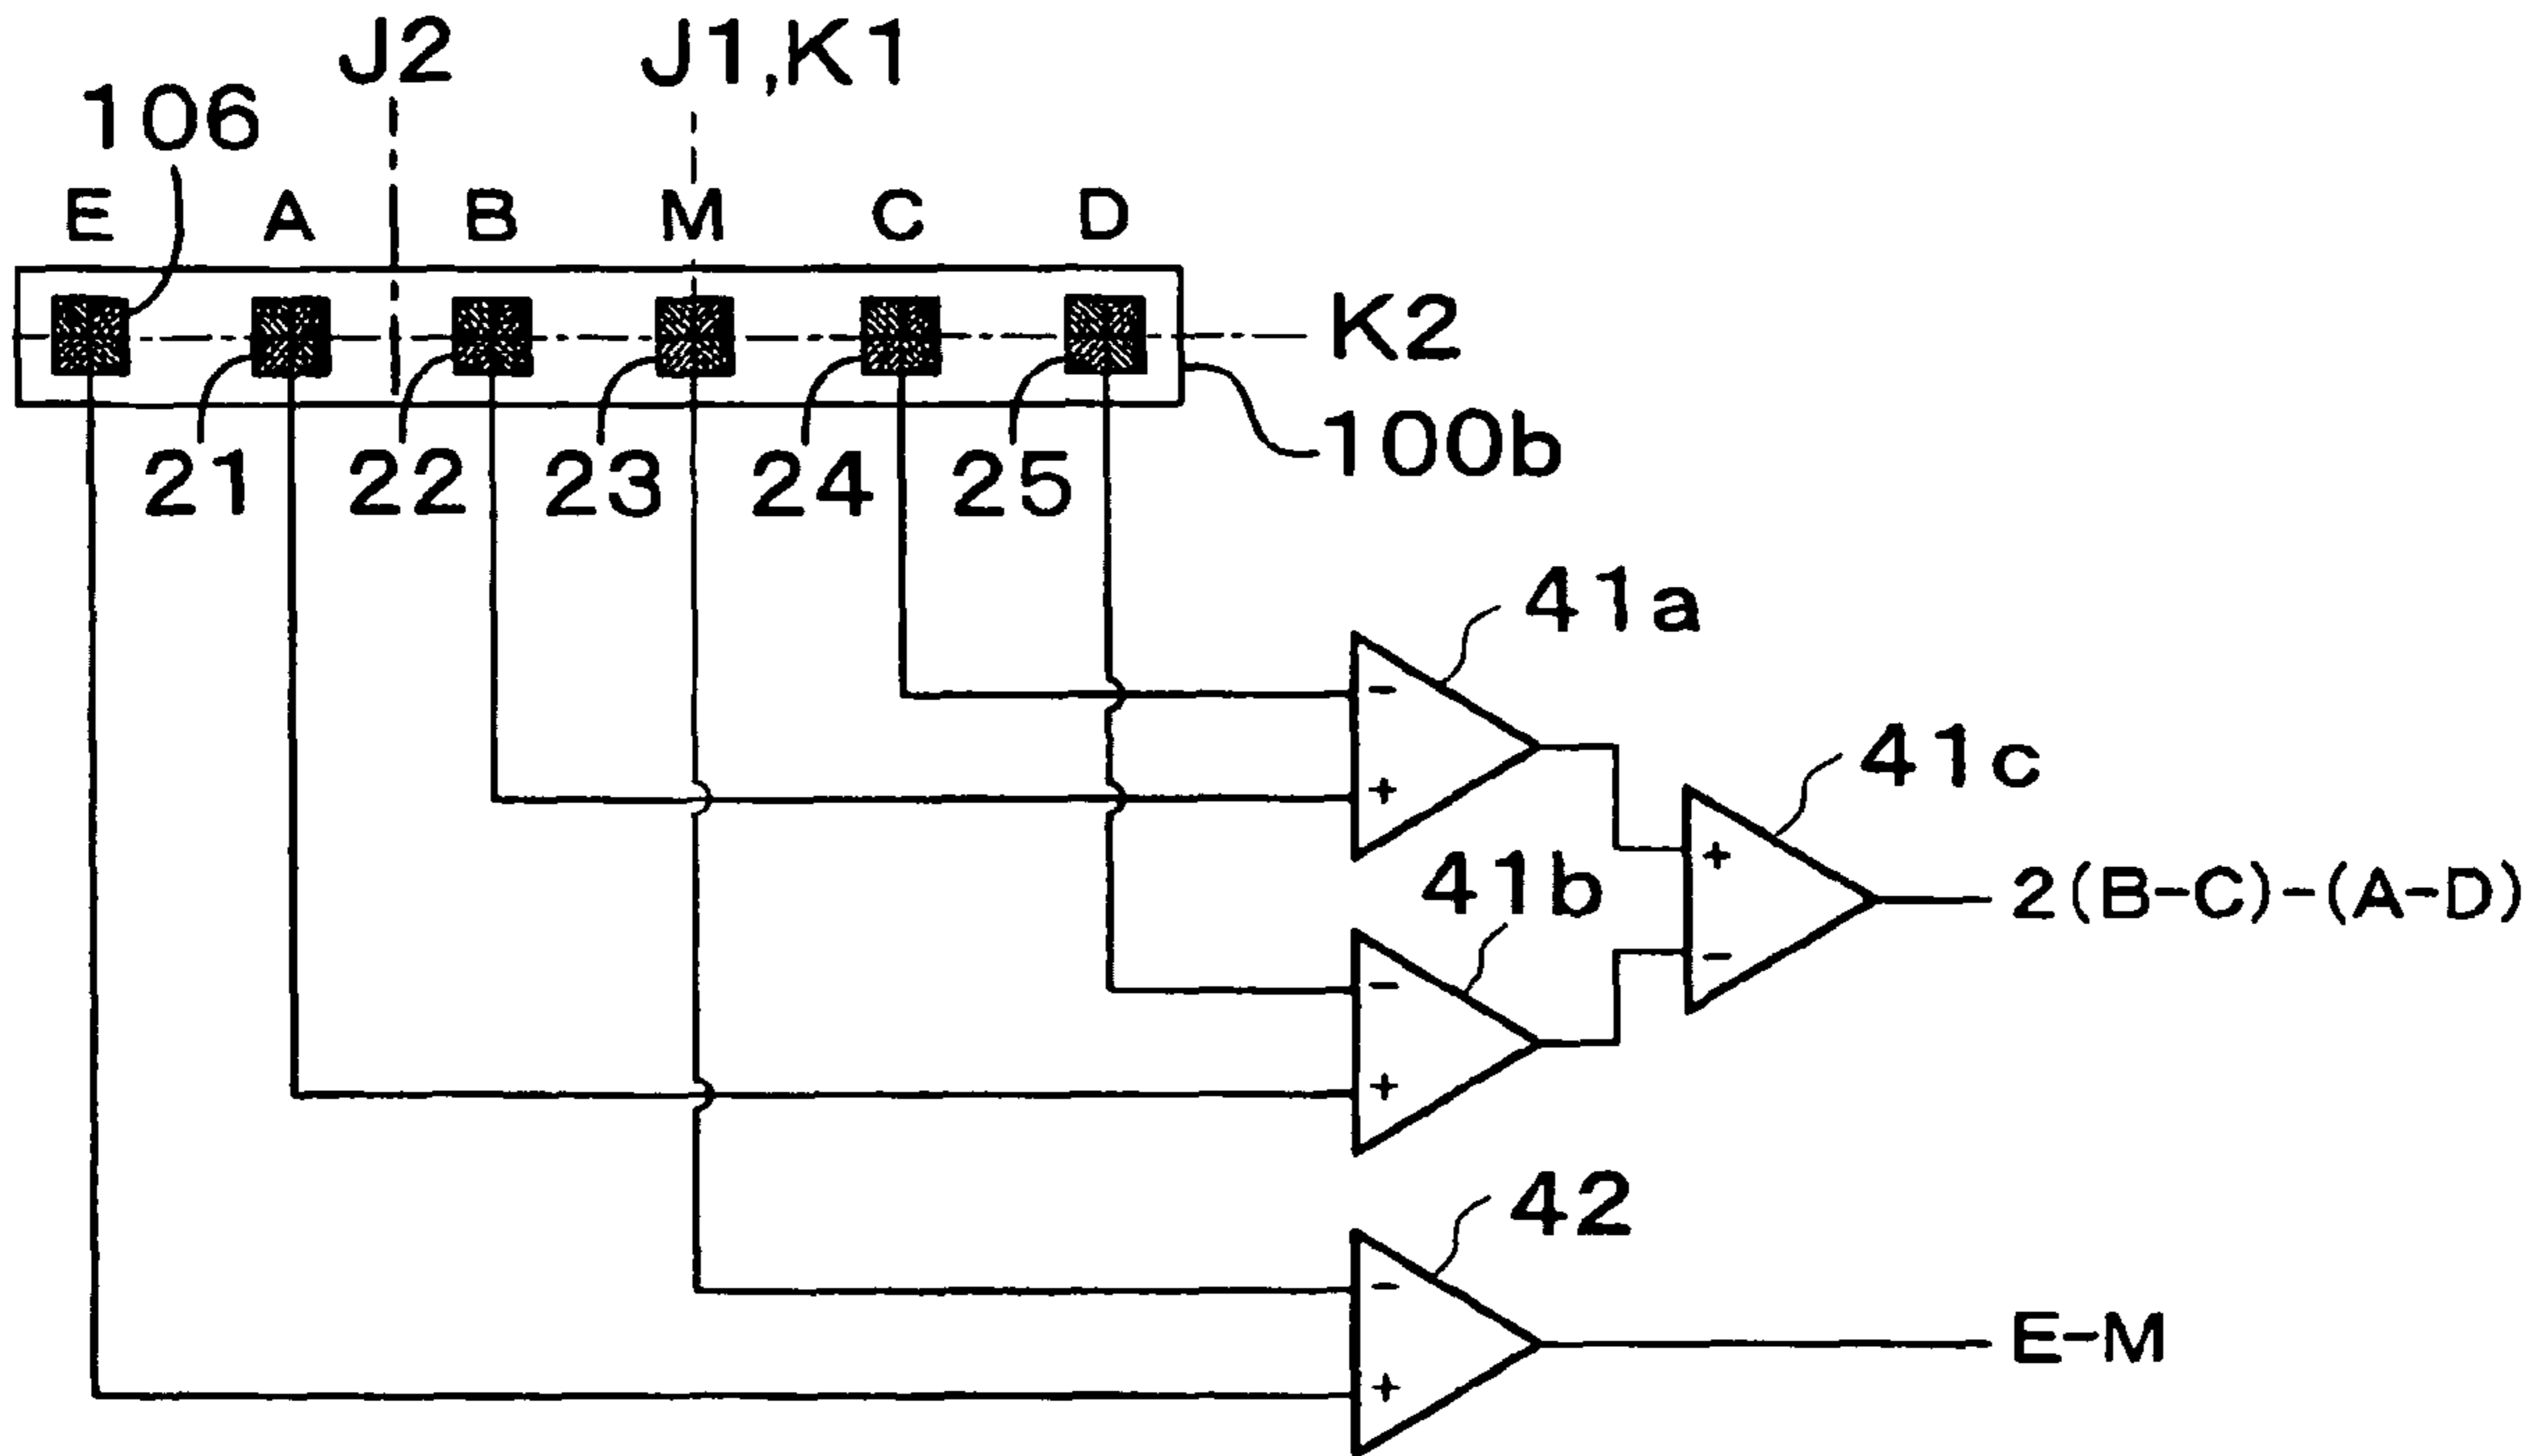 J2 J1,K1
106
E A B M C D
K2
100b
21 22 23 24 25
41a
-
+
41c
+
2(B-C)-(A-D)
-
41b
-
+
42
-
E-M
+